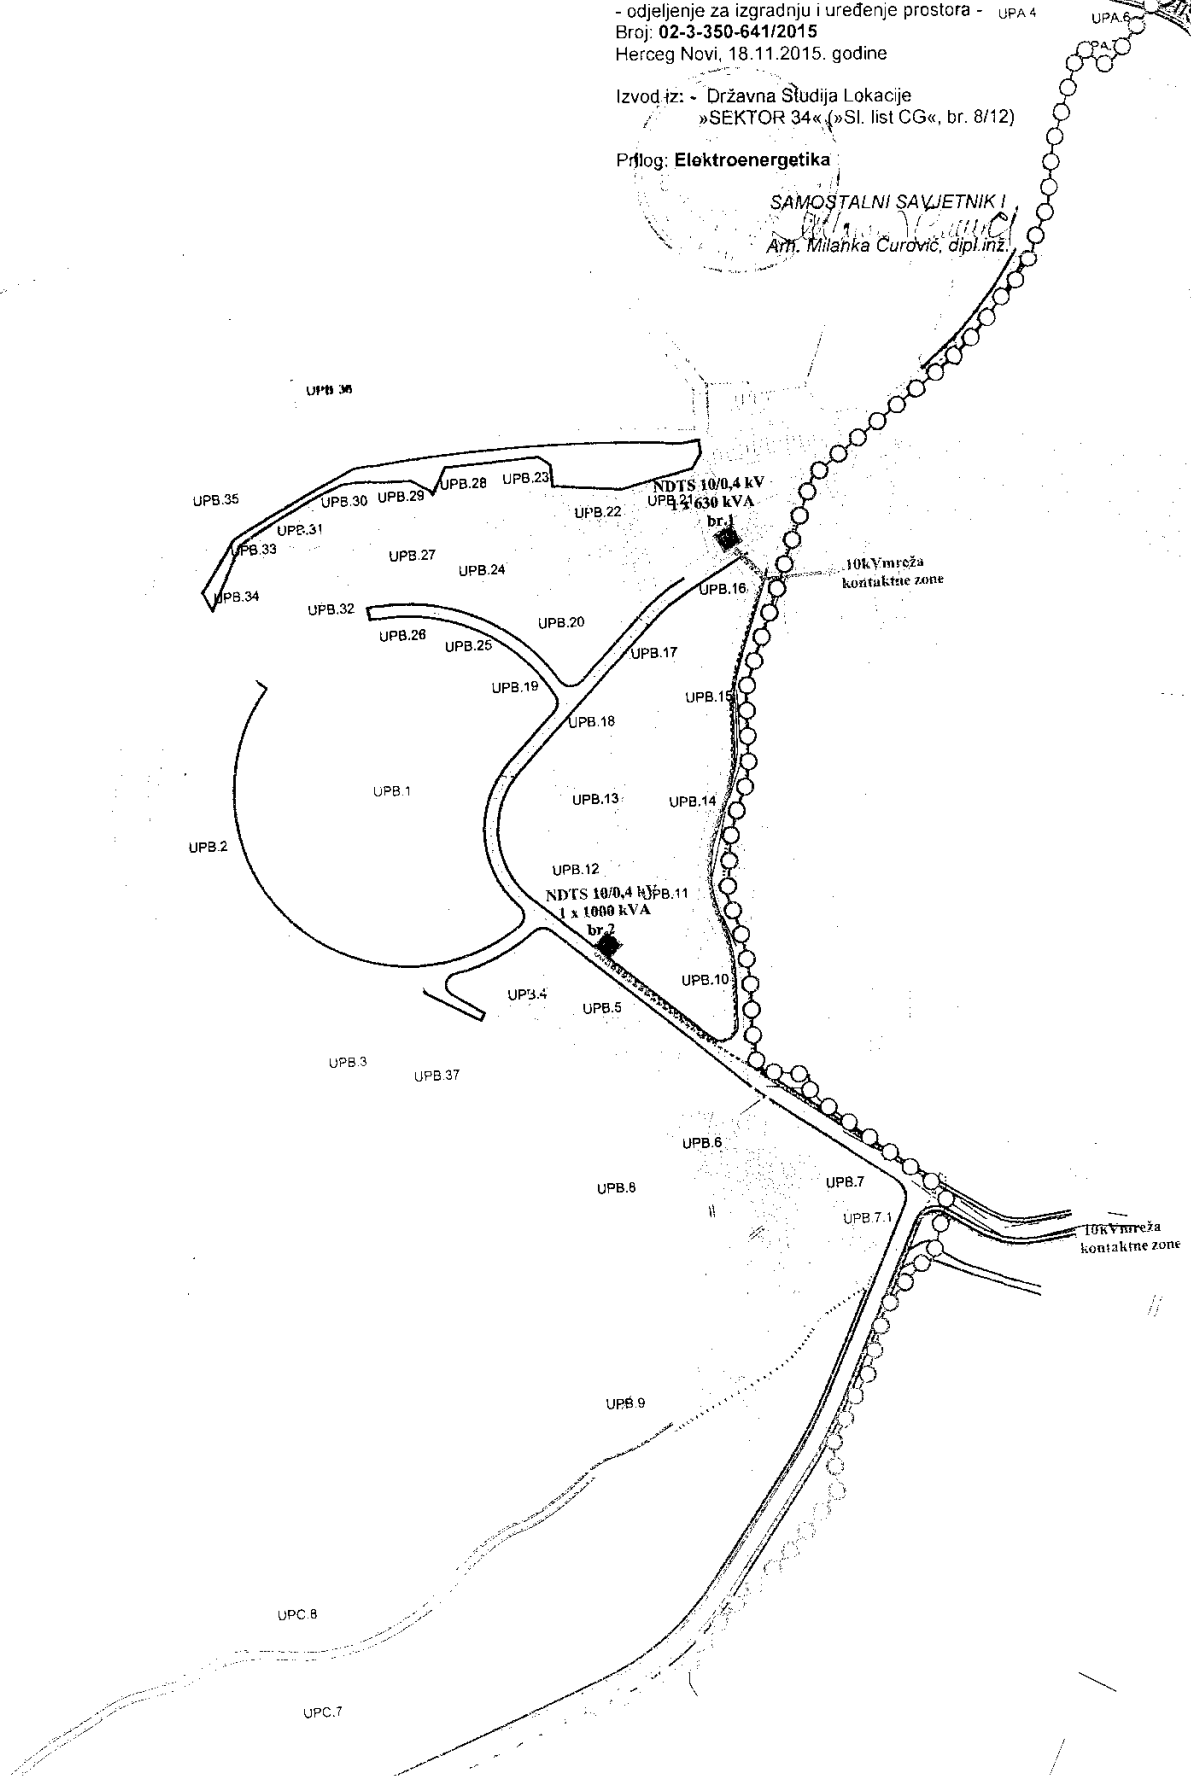 - odjeljenje za izgradnju i uređenje prostora -
UPA 4
UPA.6
Broj: 02-3-350-641/2015
Herceg Novi, 18.11.2015. godine
Izvod iz: - Državna Studija Lokacije
»SEKTOR 34« (»Sl. list CG«, br. 8/12)
Prilog: Elektroenergetika
SAMOSTALNI SAVJETNIK I
Arh. Milanka Ćurović, dipl.inž.
UPB 36
UPB.35
UPB.30
UPB.29
UPB.28
UPB.23
UPB.22
UPB.21
NDTS 10/0,4 kV
1 x 630 kVA
br.1
UPB.31
UPB.33
UPB.34
UPB.27
UPB.24
UPB.32
UPB.26
UPB.25
UPB.20
UPB.16
10kVmreža
kontaktne zone
UPB.17
UPB.19
UPB.18
UPB.15
UPB.1
UPB.13
UPB.14
UPB.2
UPB.12
UPB.11
NDTS 10/0,4 kV
1 x 1000 kVA
br.2
UPB.10
UPB.4
UPB.5
UPB.3
UPB.37
UPB.6
UPB.8
UPB.7
UPB.7.1
10kVmreža
kontaktne zone
UPB.9
UPC.8
UPC.7